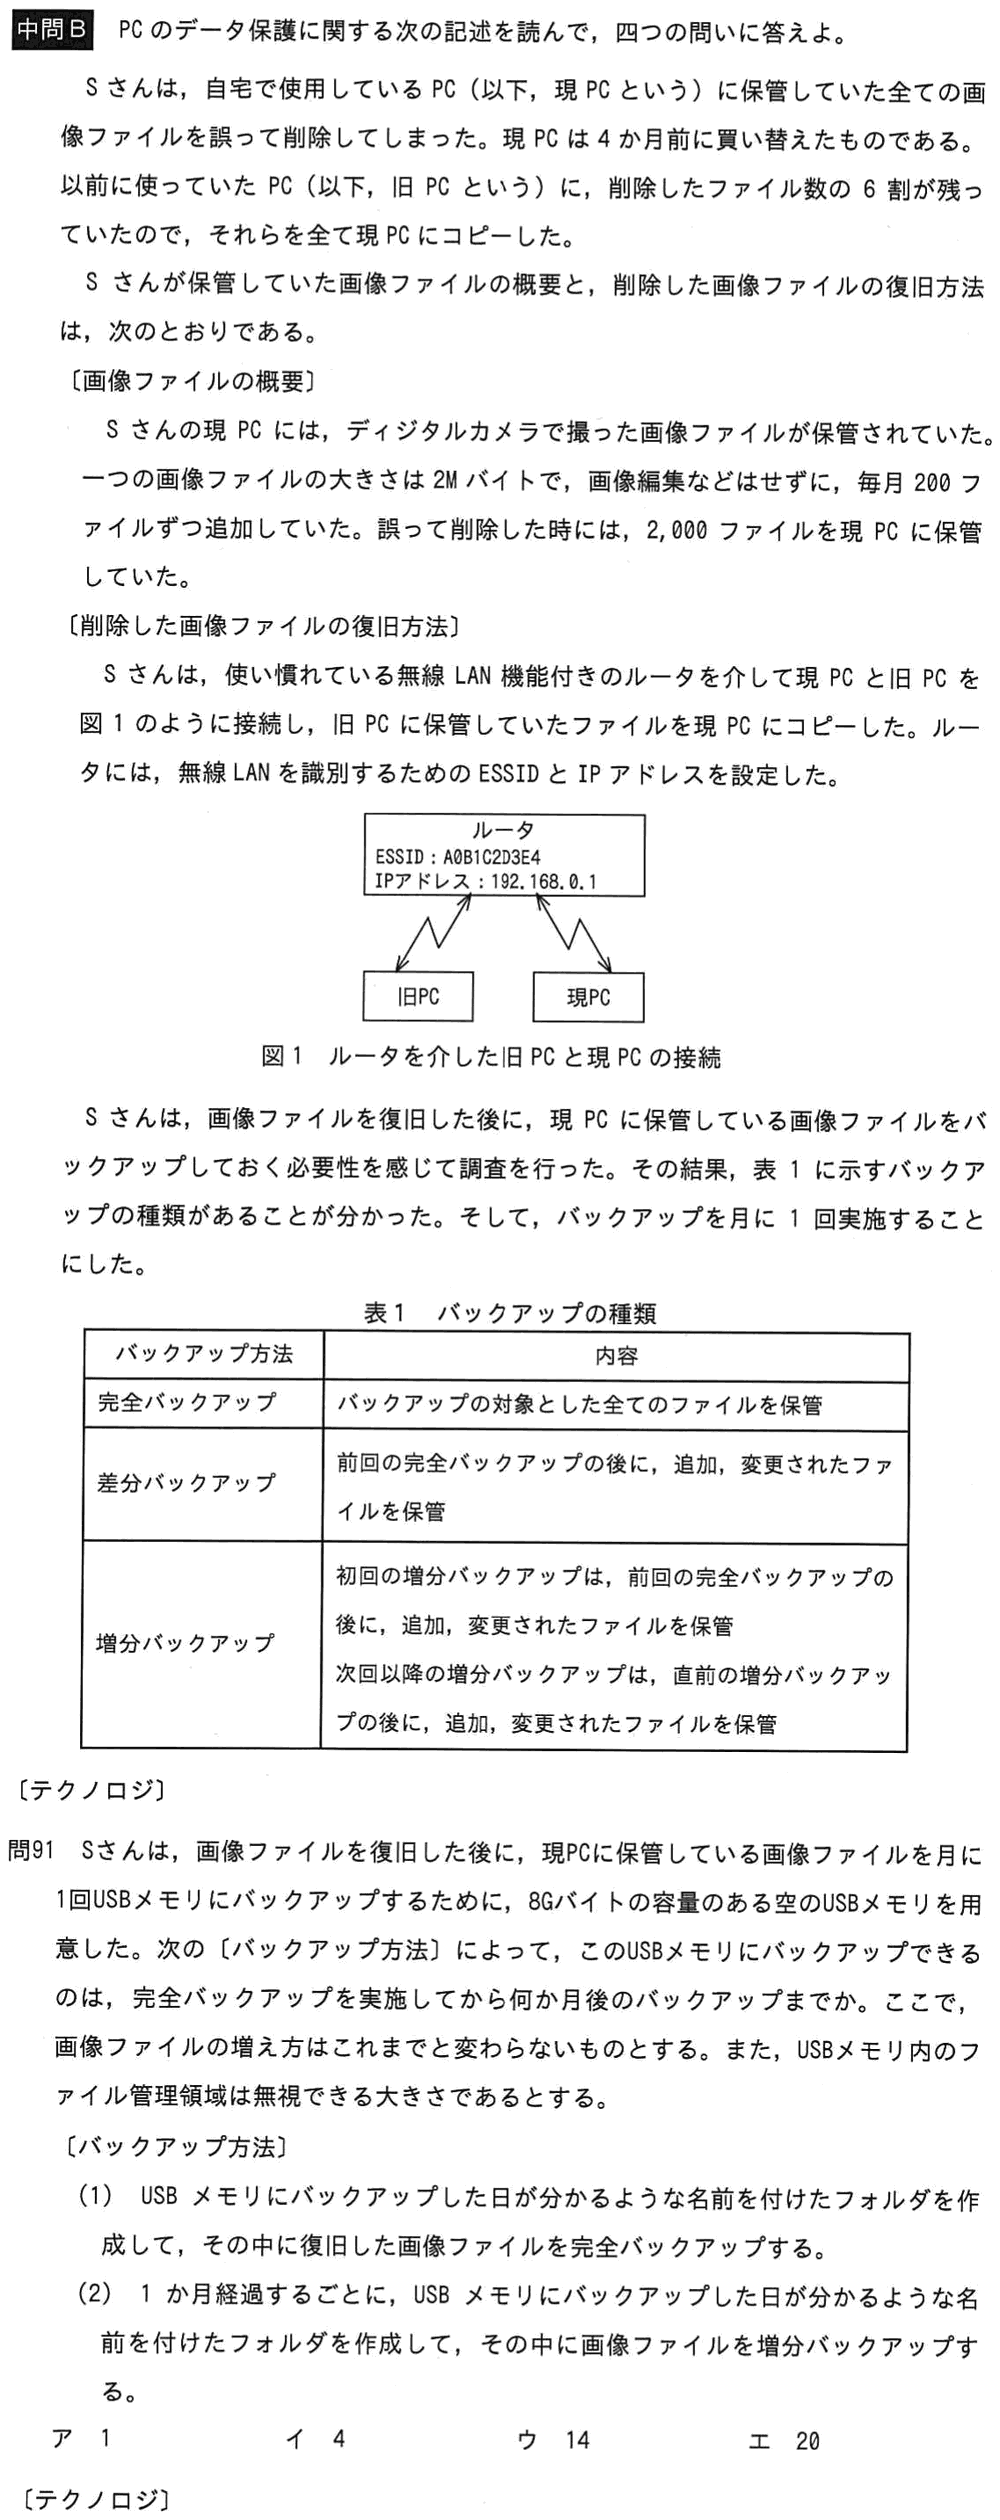 中問B PCのデータ保護に関する次の記述を読んで，四つの問いに答えよ。
Sさんは，自宅で使用しているPC（以下，現PCという）に保管していた全ての画
像ファイルを誤って削除してしまった。現PCは4か月前に買い替えたものである。
以前に使っていた PC（以下，旧 PC という）に，削除したファイル数の 6 割が残っ
ていたので，それらを全て現PCにコピーした。
S さんが保管していた画像ファイルの概要と，削除した画像ファイルの復旧方法
は，次のとおりである。
〔画像ファイルの概要〕
S さんの現 PC には，ディジタルカメラで撮った画像ファイルが保管されていた。
一つの画像ファイルの大きさは 2M バイトで，画像編集などはせずに，毎月 200 フ
ァイルずつ追加していた。誤って削除した時には，2,000 ファイルを現 PC に保管
していた。
〔削除した画像ファイルの復旧方法〕
S さんは，使い慣れている無線 LAN 機能付きのルータを介して現 PC と旧 PC を
図 1 のように接続し，旧 PC に保管していたファイルを現 PC にコピーした。ルー
タには，無線 LAN を識別するための ESSID と IP アドレスを設定した。
ルータ
ESSID：A0B1C2D3E4
IPアドレス：192.168.0.1
旧PC
現PC
図1 ルータを介した旧PCと現PCの接続
S さんは，画像ファイルを復旧した後に，現 PC に保管している画像ファイルをバ
ックアップしておく必要性を感じて調査を行った。その結果，表 1 に示すバックア
ップの種類があることが分かった。そして，バックアップを月に 1 回実施すること
にした。
表1 バックアップの種類
バックアップ方法 内容
完全バックアップ バックアップの対象とした全てのファイルを保管
差分バックアップ 前回の完全バックアップの後に，追加，変更されたファ
イルを保管
増分バックアップ 初回の増分バックアップは，前回の完全バックアップの
後に，追加，変更されたファイルを保管
次回以降の増分バックアップは，直前の増分バックアッ
プの後に，追加，変更されたファイルを保管
〔テクノロジ〕
問91 Sさんは，画像ファイルを復旧した後に，現PCに保管している画像ファイルを月に
1回USBメモリにバックアップするために，8Gバイトの容量のある空のUSBメモリを用
意した。次の〔バックアップ方法〕によって，このUSBメモリにバックアップできる
のは，完全バックアップを実施してから何か月後のバックアップまでか。ここで，
画像ファイルの増え方はこれまでと変わらないものとする。また，USBメモリ内のフ
ァイル管理領域は無視できる大きさであるとする。
〔バックアップ方法〕
(1) USB メモリにバックアップした日が分かるような名前を付けたフォルダを作
成して，その中に復旧した画像ファイルを完全バックアップする。
(2) 1 か月経過するごとに，USB メモリにバックアップした日が分かるような名
前を付けたフォルダを作成して，その中に画像ファイルを増分バックアップす
る。
ア 1 イ 4 ウ 14 エ 20
〔テクノロジ〕